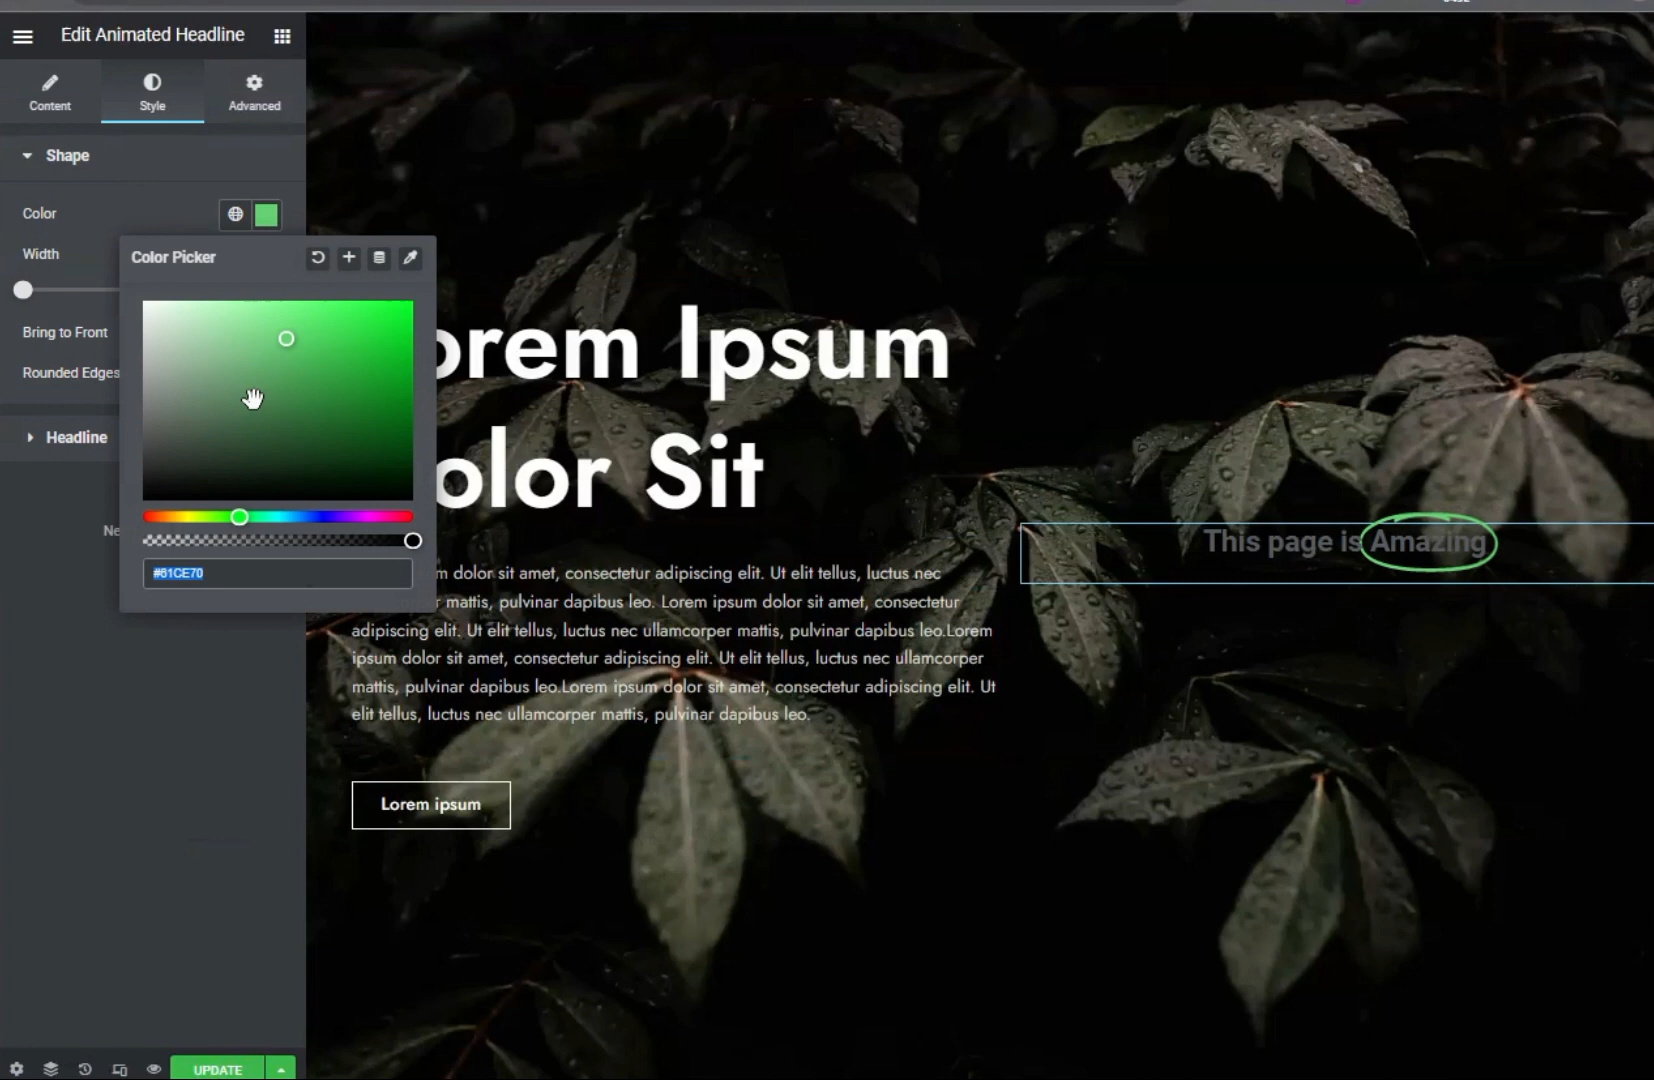 Edit Animated Headline
Content
Style
Advanced
Shape
Color
Width
Color Picker
Bring to Front
Rounded Edges
Headline
#61CE70
UPDATE
orem Ipsum
olor Sit
m dolor sit amet, consectetur adipiscing elit. Ut elit tellus, luctus nec
mattis, pulvinar dapibus leo. Lorem ipsum dolor sit amet, consectetur
adipiscing elit. Ut elit tellus, luctus nec ullamcorper mattis, pulvinar dapibus leo.Lorem
ipsum dolor sit amet, consectetur adipiscing elit. Ut elit tellus, luctus nec ullamcorper
mattis, pulvinar dapibus leo.Lorem ipsum dolor sit amet, consectetur adipiscing elit. Ut
elit tellus, luctus nec ullamcorper mattis, pulvinar dapibus leo.
Lorem ipsum
This page is Amazing